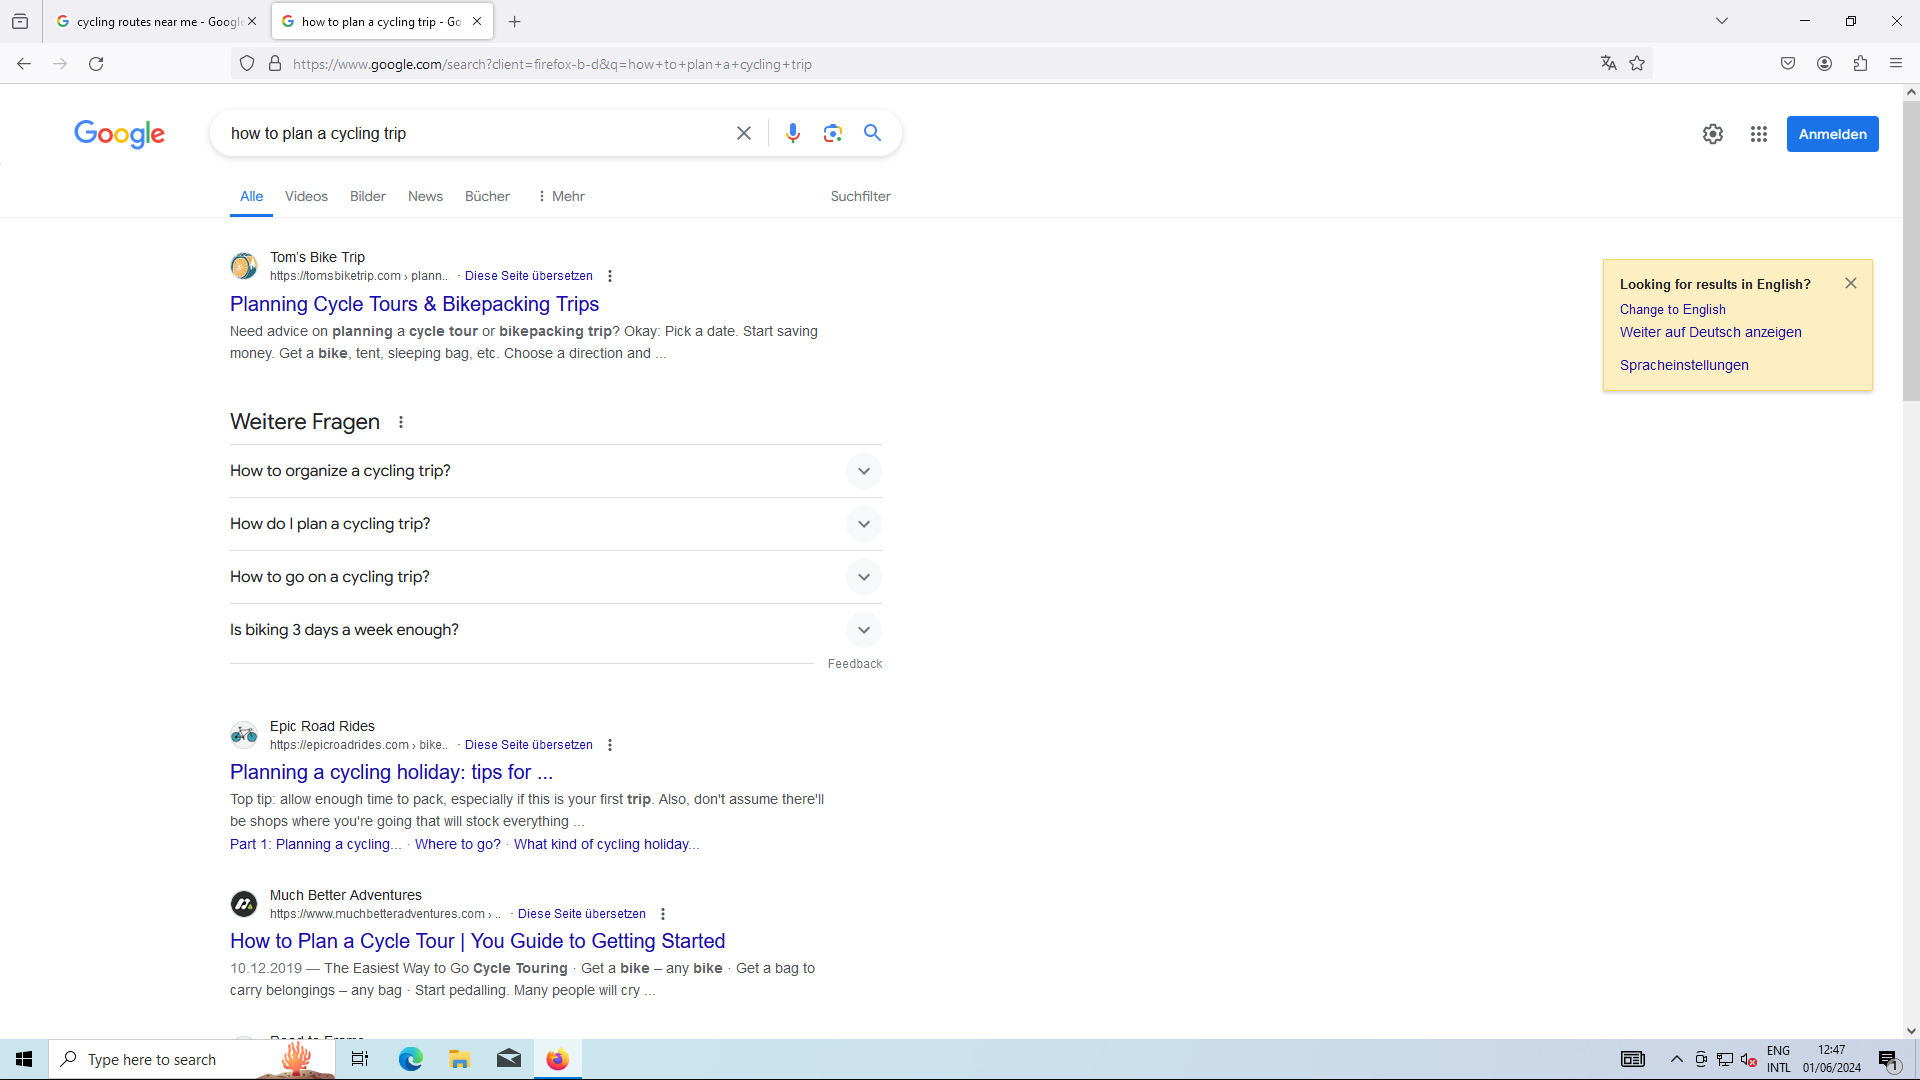 cycling routes near me - Google
how to plan a cycling trip - Go
https://www.google.com/search?client=firefox-b-d&q=how+to+plan+a+cycling+trip
Google
how to plan a cycling trip
Anmelden
Alle
Videos
Bilder
News
Bücher
Mehr
Suchfilter
Tom's Bike Trip
https://tomsbiketrip.com › plann.. · Diese Seite übersetzen
Planning Cycle Tours & Bikepacking Trips
Need advice on planning a cycle tour or bikepacking trip? Okay: Pick a date. Start saving
money. Get a bike, tent, sleeping bag, etc. Choose a direction and ...
Looking for results in English?
Change to English
Weiter auf Deutsch anzeigen
Spracheinstellungen
Weitere Fragen
How to organize a cycling trip?
How do I plan a cycling trip?
How to go on a cycling trip?
Is biking 3 days a week enough?
Feedback
Epic Road Rides
https://epicroadrides.com › bike.. · Diese Seite übersetzen
Planning a cycling holiday: tips for ...
Top tip: allow enough time to pack, especially if this is your first trip. Also, don't assume there'll
be shops where you're going that will stock everything ...
Part 1: Planning a cycling... · Where to go? · What kind of cycling holiday...
Much Better Adventures
https://www.muchbetteradventures.com › .. · Diese Seite übersetzen
How to Plan a Cycle Tour | You Guide to Getting Started
10.12.2019 — The Easiest Way to Go Cycle Touring · Get a bike – any bike · Get a bag to
carry belongings – any bag · Start pedalling. Many people will cry ...
Type here to search
ENG
INTL
12:47
01/06/2024
1